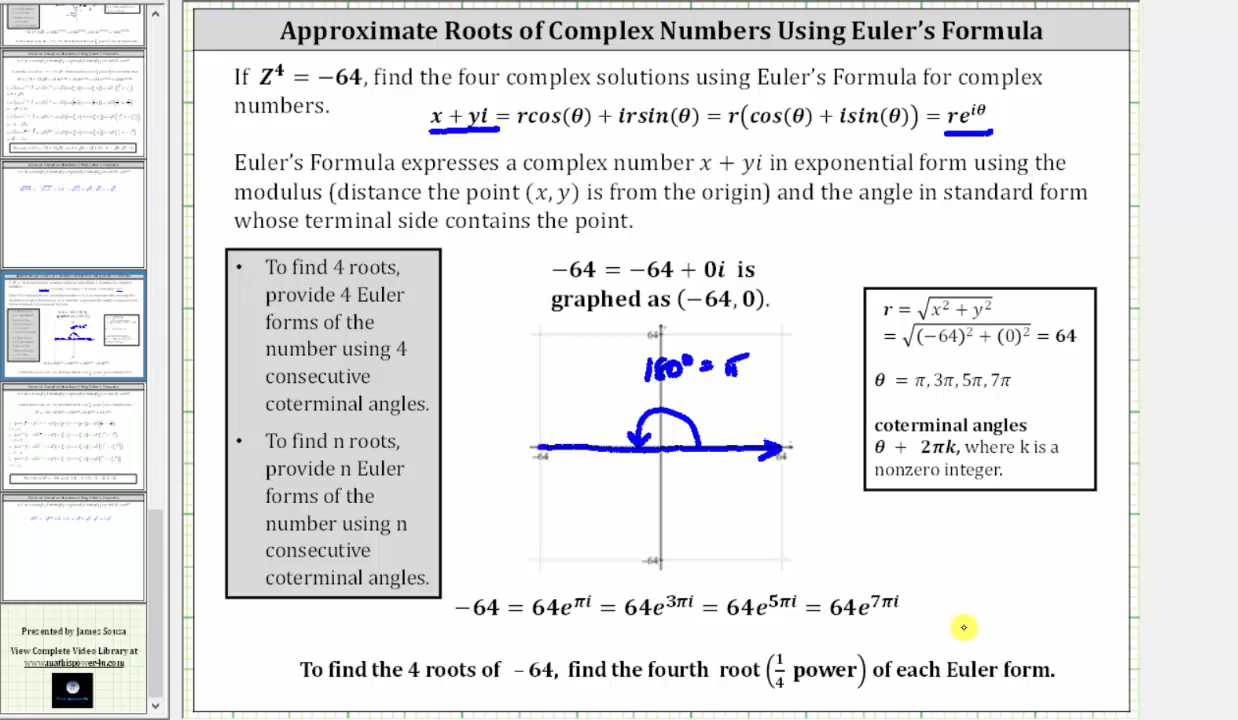 Approximate Roots of Complex Numbers Using Euler's Formula
If Z⁴ = −64, find the four complex solutions using Euler's Formula for complex
numbers.
x + yi = rcos(θ) + irsin(θ) = r(cos(θ) + isin(θ)) = re^{iθ}
Euler's Formula expresses a complex number x + yi in exponential form using the
modulus (distance the point (x, y) is from the origin) and the angle in standard form
whose terminal side contains the point.
• To find 4 roots,
provide 4 Euler
forms of the
number using 4
consecutive
coterminal angles.
• To find n roots,
provide n Euler
forms of the
number using n
consecutive
coterminal angles.
−64 = −64 + 0i is
graphed as (−64, 0).
64
180° = π
-64
64
-64
r = √(x² + y²)
= √((−64)² + (0)²) = 64
θ = π, 3π, 5π, 7π
coterminal angles
θ + 2πk, where k is a
nonzero integer.
−64 = 64e^{πi} = 64e^{3πi} = 64e^{5πi} = 64e^{7πi}
To find the 4 roots of −64, find the fourth root (1/4 power) of each Euler form.
Presented by James Sousa
View Complete Video Library at
www.mathispower4u.com